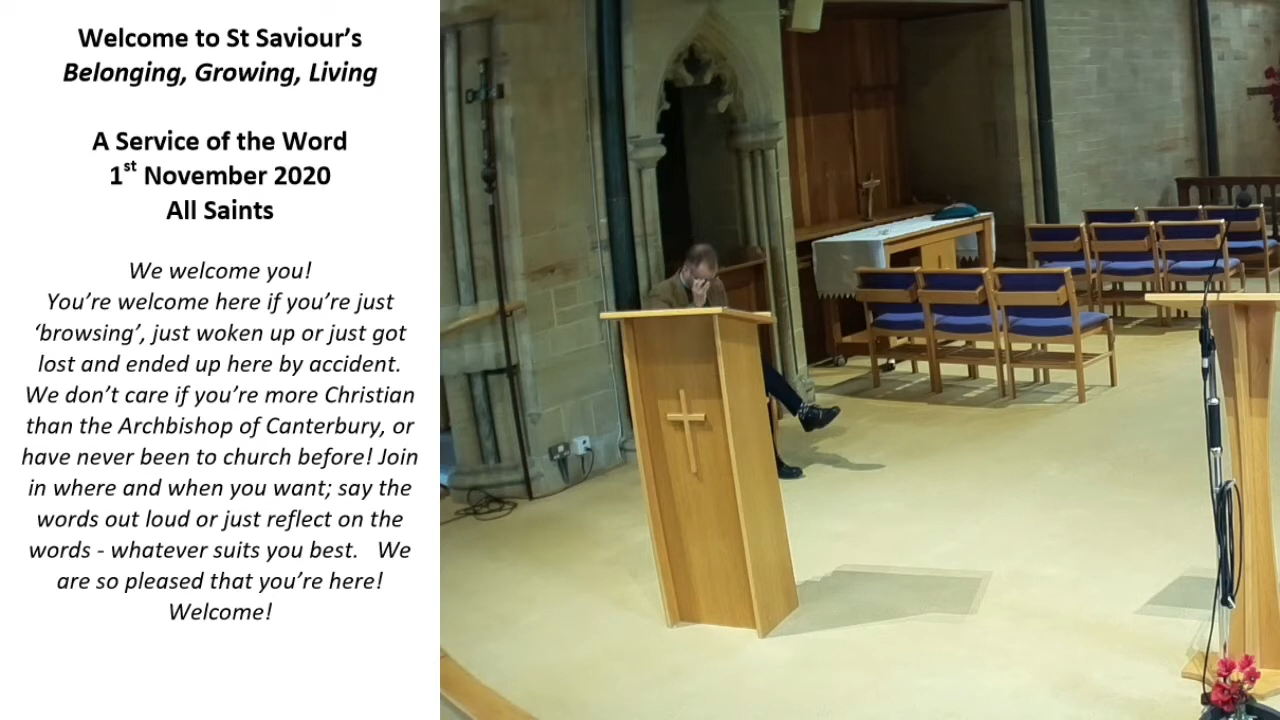 Welcome to St Saviour’s
Belonging, Growing, Living
A Service of the Word
1st November 2020
All Saints
We welcome you!
You’re welcome here if you’re just
‘browsing’, just woken up or just got
lost and ended up here by accident.
We don’t care if you’re more Christian
than the Archbishop of Canterbury, or
have never been to church before! Join
in where and when you want; say the
words out loud or just reflect on the
words - whatever suits you best.   We
are so pleased that you’re here!
Welcome!